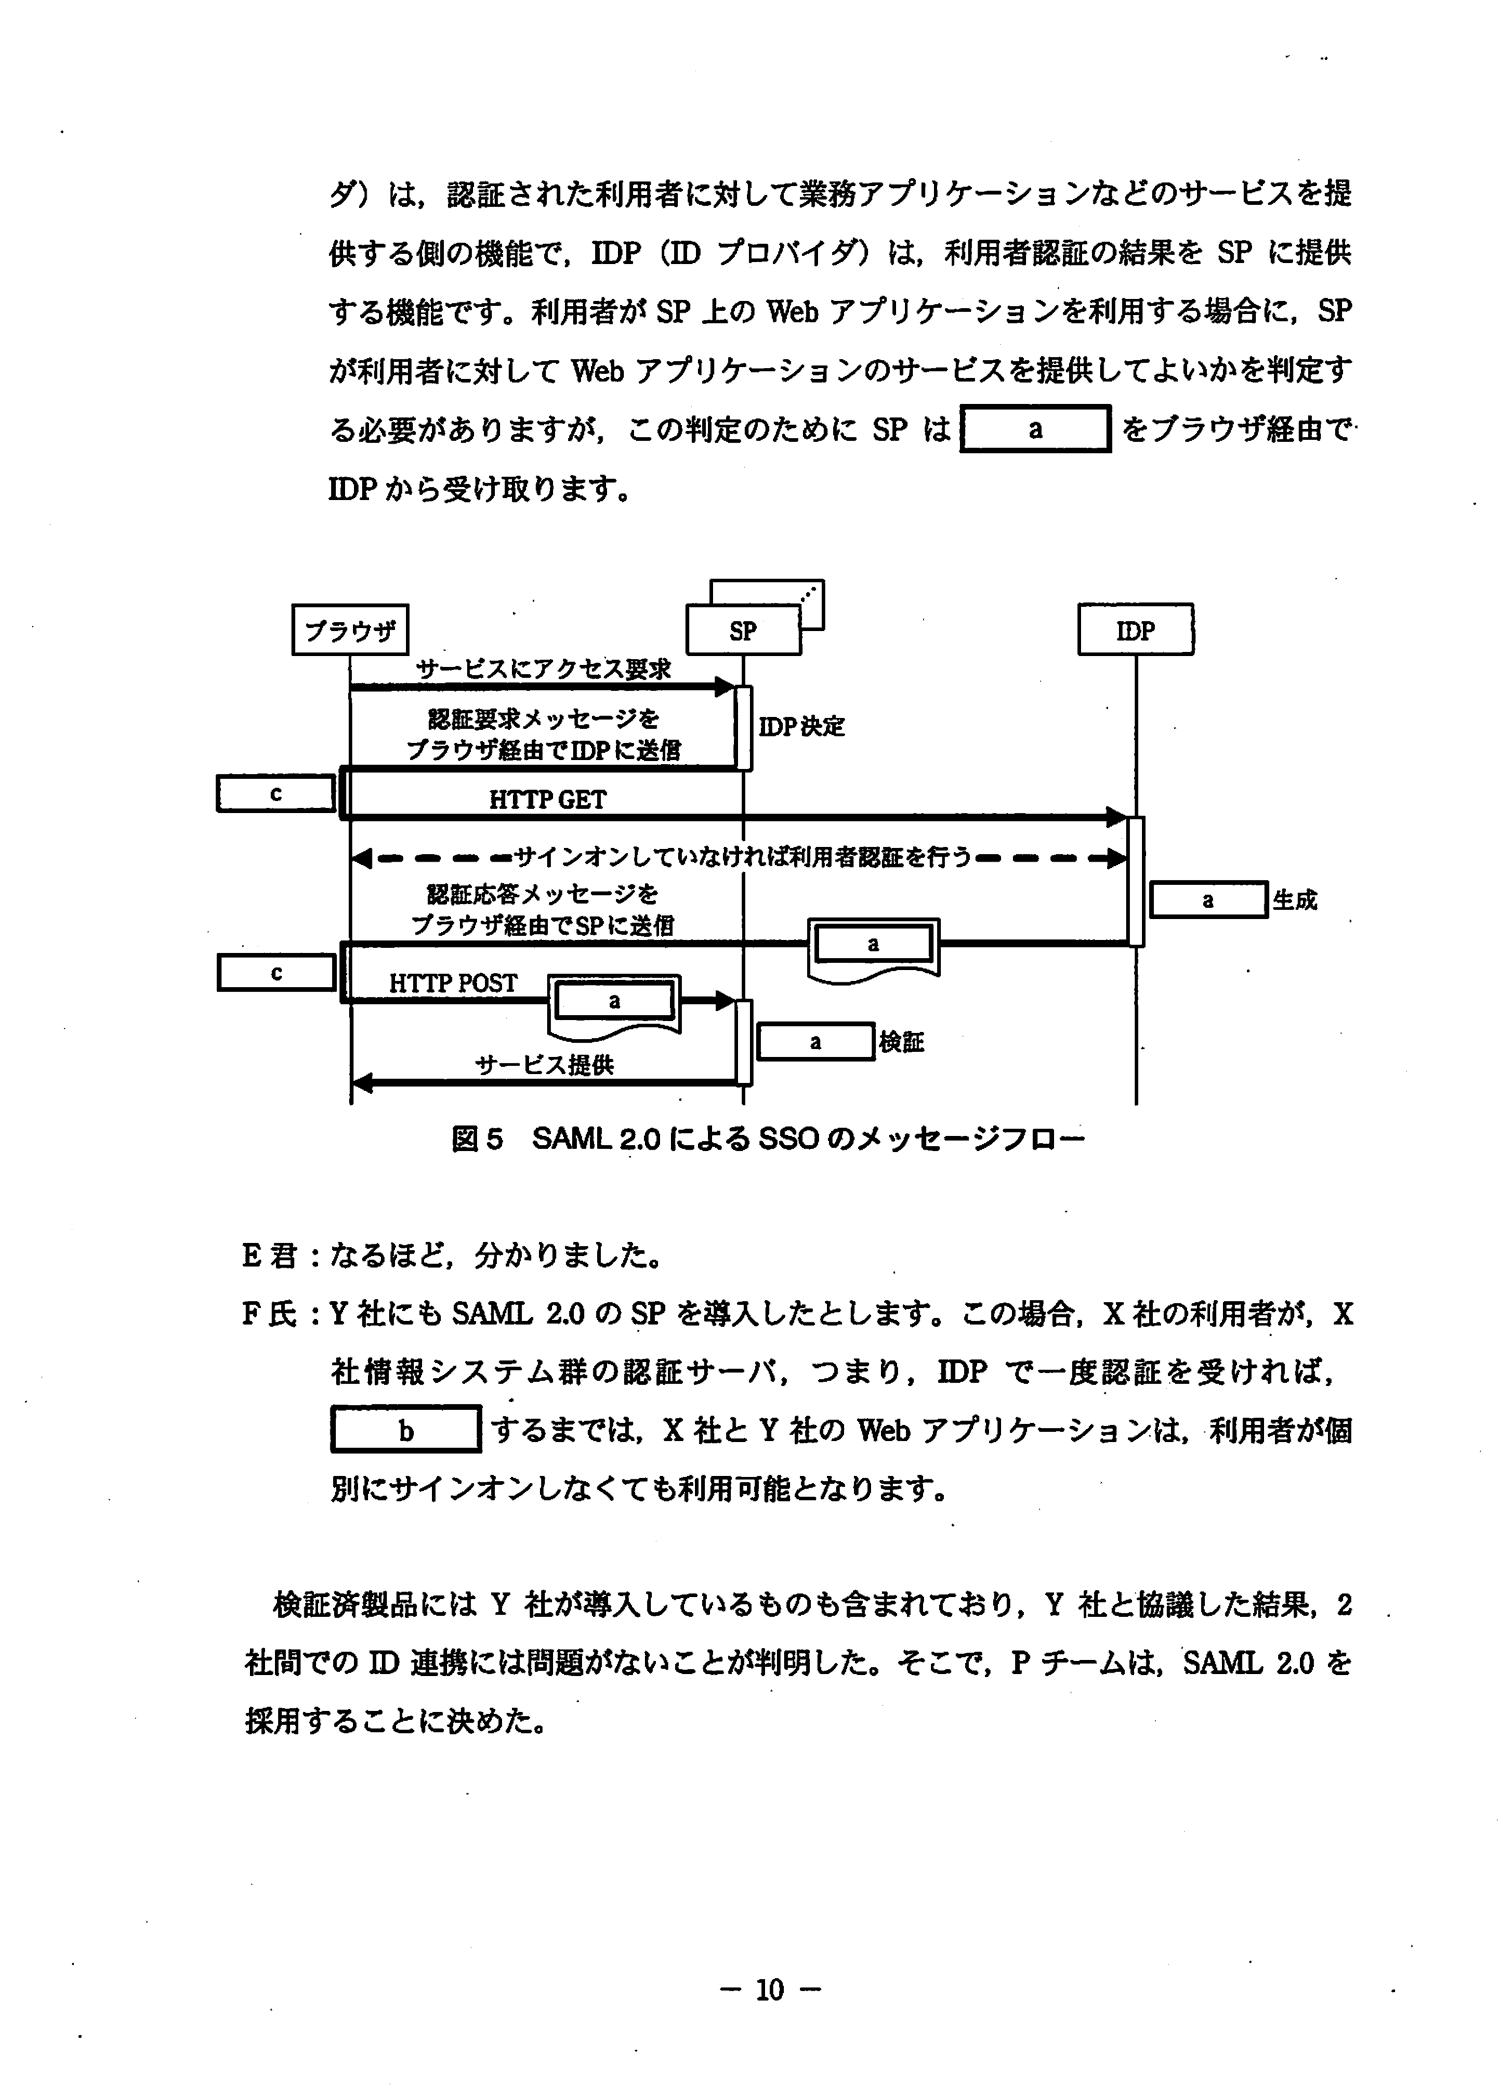 ダ）は，認証された利用者に対して業務アプリケーションなどのサービスを提
供する側の機能で，IDP（ID プロバイダ）は，利用者認証の結果を SP に提供
する機能です。利用者が SP 上の Web アプリケーションを利用する場合に，SP
が利用者に対して Web アプリケーションのサービスを提供してよいかを判定す
る必要がありますが，この判定のために SP は a をブラウザ経由で
IDP から受け取ります。
ブラウザ
SP
IDP
サービスにアクセス要求
認証要求メッセージを
ブラウザ経由でIDPに送信
IDP決定
c
HTTP GET
サインオンしていなければ利用者認証を行う
認証応答メッセージを
ブラウザ経由でSPに送信
a 生成
a
c
HTTP POST
a
a 検証
サービス提供
図5 SAML 2.0 による SSO のメッセージフロー
E 君：なるほど，分かりました。
F 氏：Y 社にも SAML 2.0 の SP を導入したとします。この場合，X 社の利用者が，X
社情報システム群の認証サーバ，つまり，IDP で一度認証を受ければ，
b するまでは，X 社と Y 社の Web アプリケーションは，利用者が個
別にサインオンしなくても利用可能となります。
検証済製品には Y 社が導入しているものも含まれており，Y 社と協議した結果，2
社間での ID 連携には問題がないことが判明した。そこで，P チームは，SAML 2.0 を
採用することに決めた。
－ 10 －